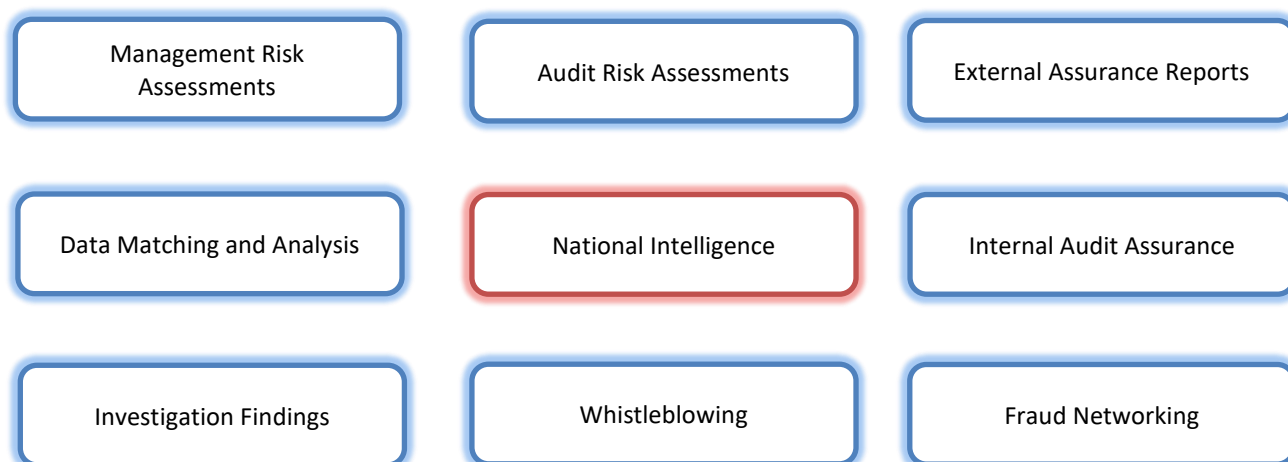 Management Risk
Assessments
Audit Risk Assessments
External Assurance Reports
Data Matching and Analysis
National Intelligence
Internal Audit Assurance
Investigation Findings
Whistleblowing
Fraud Networking